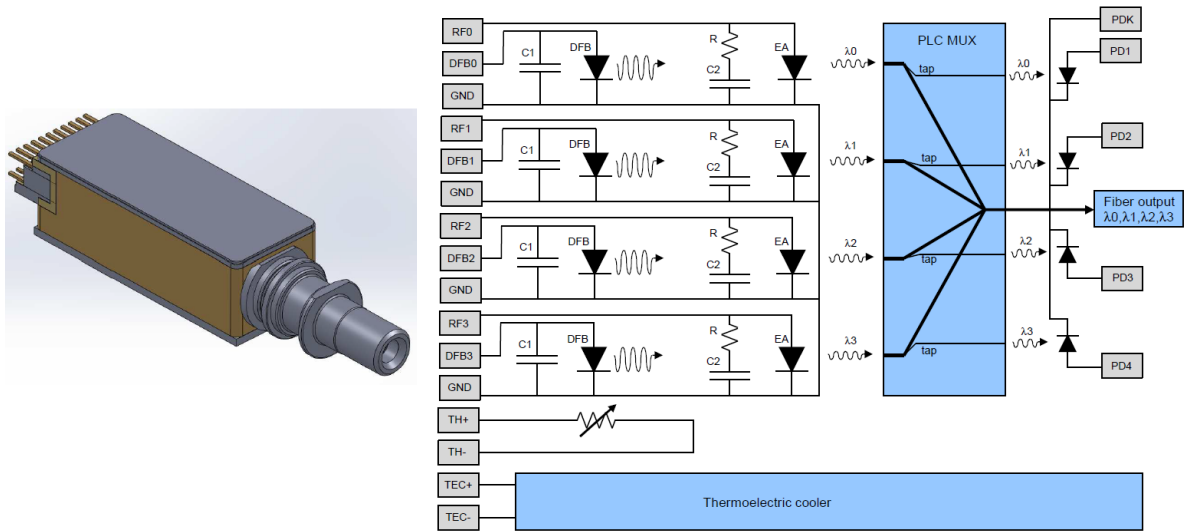 RF0
DFB0
GND
C1
DFB
R
C2
EA
λ0
PLC MUX
tap
λ0
PDK
PD1
RF1
DFB1
GND
C1
DFB
R
C2
EA
λ1
tap
λ1
PD2
Fiber output
λ0,λ1,λ2,λ3
RF2
DFB2
GND
C1
DFB
R
C2
EA
λ2
tap
λ2
PD3
RF3
DFB3
GND
C1
DFB
R
C2
EA
λ3
tap
λ3
PD4
TH+
TH-
TEC+
TEC-
Thermoelectric cooler